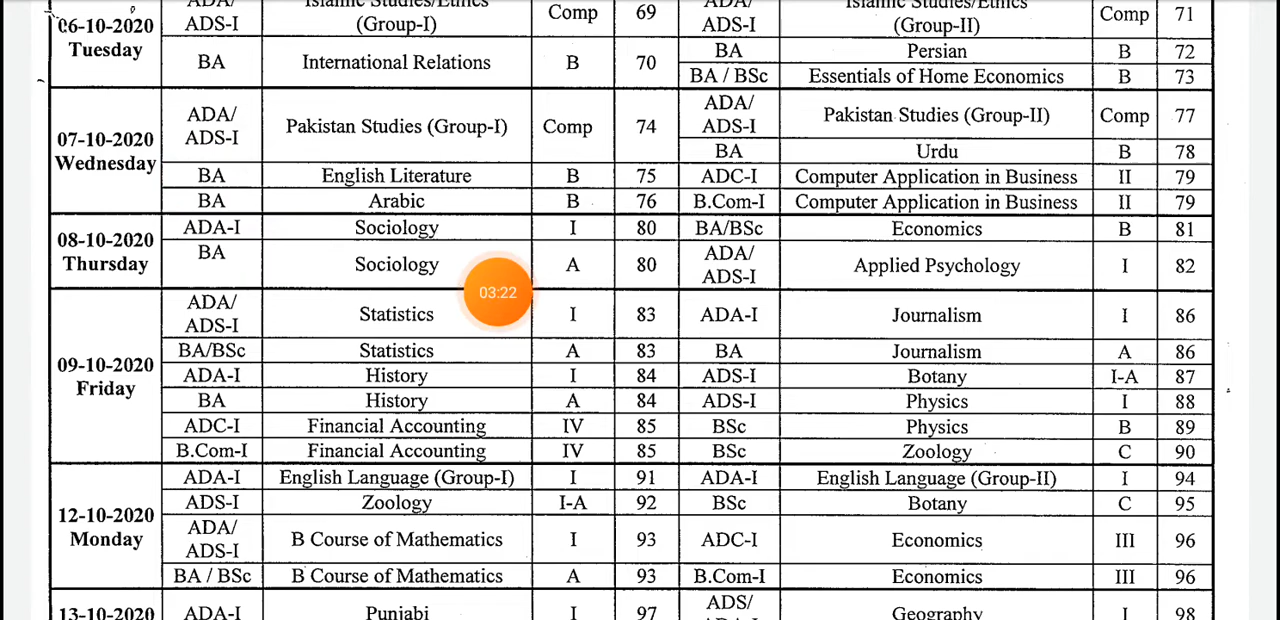 ADA/ ADS-I Islamic Studies/Ethics (Group-I) Comp 69 ADA/ ADS-I Islamic Studies/Ethics (Group-II) Comp 71
06-10-2020 Tuesday
BA International Relations B 70 BA Persian B 72
BA / BSc Essentials of Home Economics B 73
07-10-2020 Wednesday
ADA/ ADS-I Pakistan Studies (Group-I) Comp 74 ADA/ ADS-I Pakistan Studies (Group-II) Comp 77
BA Urdu B 78
BA English Literature B 75 ADC-I Computer Application in Business II 79
BA Arabic B 76 B.Com-I Computer Application in Business II 79
08-10-2020 Thursday
ADA-I Sociology I 80 BA/BSc Economics B 81
BA Sociology A 80 ADA/ ADS-I Applied Psychology I 82
03:22
09-10-2020 Friday
ADA/ ADS-I Statistics I 83 ADA-I Journalism I 86
BA/BSc Statistics A 83 BA Journalism A 86
ADA-I History I 84 ADS-I Botany I-A 87
BA History A 84 ADS-I Physics I 88
ADC-I Financial Accounting IV 85 BSc Physics B 89
B.Com-I Financial Accounting IV 85 BSc Zoology C 90
12-10-2020 Monday
ADA-I English Language (Group-I) I 91 ADA-I English Language (Group-II) I 94
ADS-I Zoology I-A 92 BSc Botany C 95
ADA/ ADS-I B Course of Mathematics I 93 ADC-I Economics III 96
BA / BSc B Course of Mathematics A 93 B.Com-I Economics III 96
13-10-2020 ADA-I Punjabi I 97 ADS/ Geography I 98